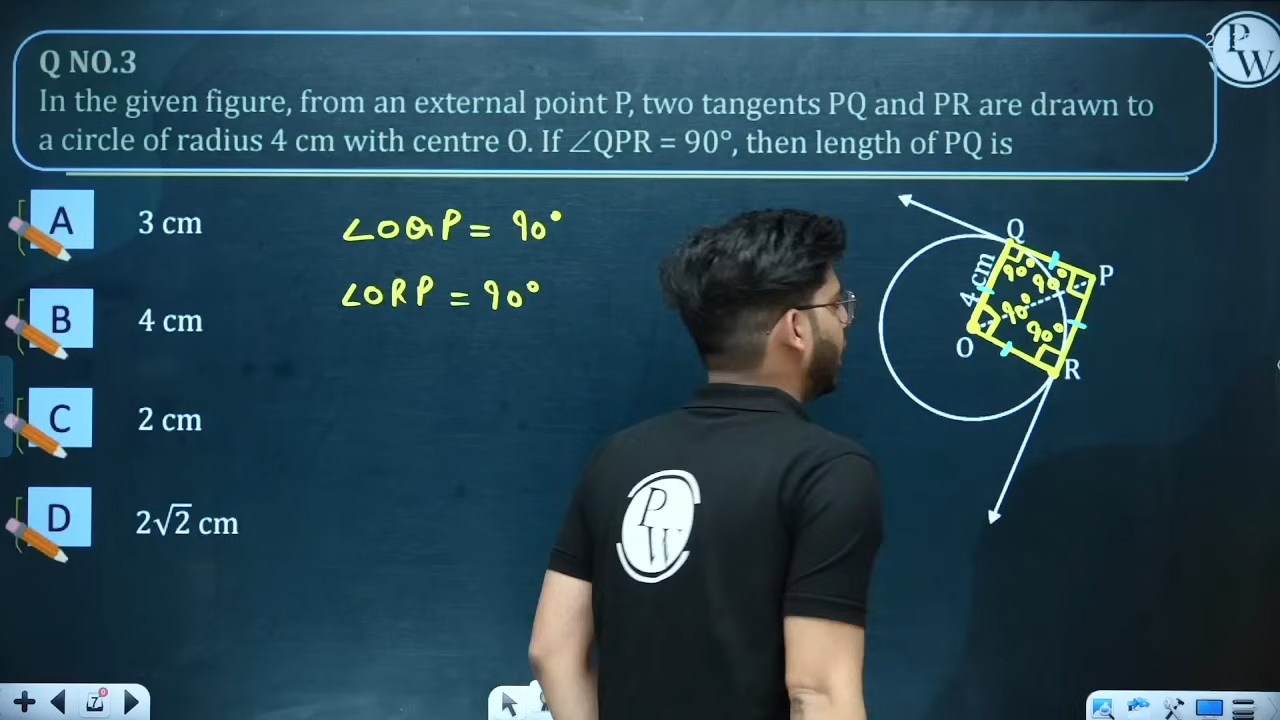 Q NO.3
In the given figure, from an external point P, two tangents PQ and PR are drawn to
a circle of radius 4 cm with centre O. If ∠QPR = 90°, then length of PQ is
P
W
A 3 cm
B 4 cm
C 2 cm
D 2√2 cm
∠OQP = 90°
∠ORP = 90°
Q
P
4 cm
90°
90°
90°
90°
O
R
P
W
7
0